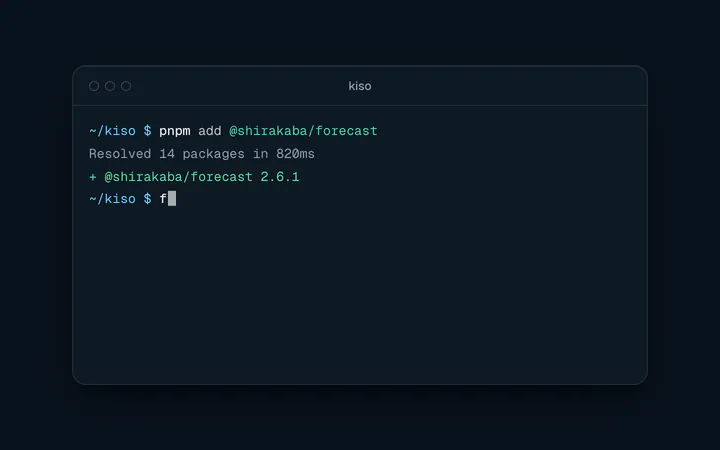 kiso
~/kiso $ pnpm add @shirakaba/forecast
Resolved 14 packages in 820ms
+ @shirakaba/forecast 2.6.1
~/kiso $ f